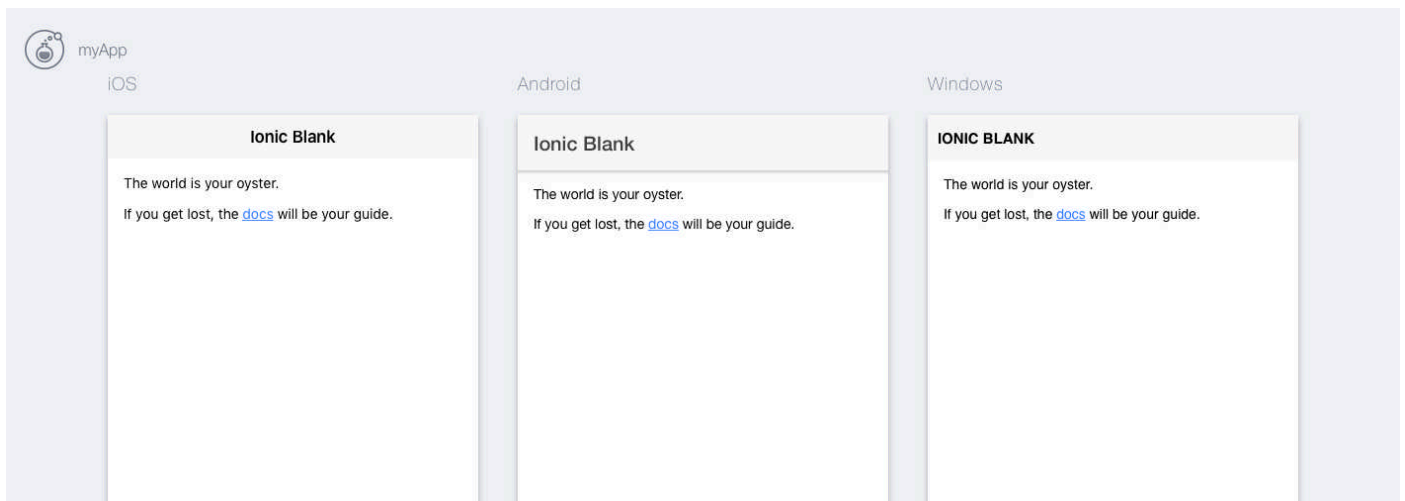 myApp
iOS
Ionic Blank
The world is your oyster.
If you get lost, the docs will be your guide.
Android
Ionic Blank
The world is your oyster.
If you get lost, the docs will be your guide.
Windows
IONIC BLANK
The world is your oyster.
If you get lost, the docs will be your guide.